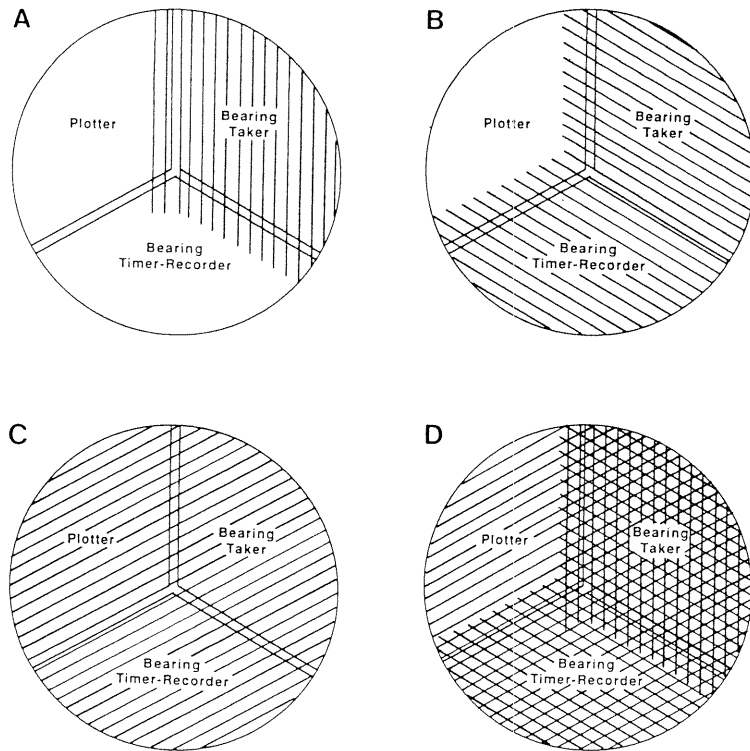 A
Plotter
Bearing
Taker
Bearing
Timer-Recorder
B
Plotter
Bearing
Taker
Bearing
Timer-Recorder
C
Plotter
Bearing
Taker
Bearing
Timer-Recorder
D
Plotter
Bearing
Taker
Bearing
Timer-Recorder